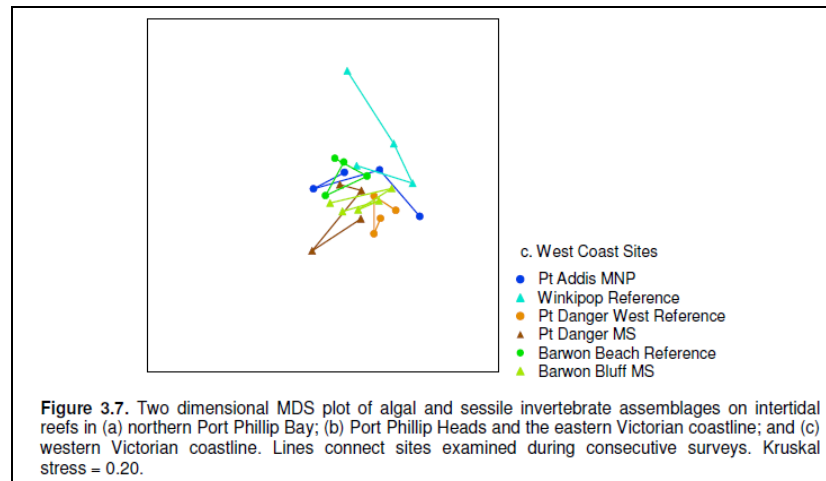 c. West Coast Sites
Pt Addis MNP
Winkipop Reference
Pt Danger West Reference
Pt Danger MS
Barwon Beach Reference
Barwon Bluff MS
Figure 3.7. Two dimensional MDS plot of algal and sessile invertebrate assemblages on intertidal
reefs in (a) northern Port Phillip Bay; (b) Port Phillip Heads and the eastern Victorian coastline; and (c)
western Victorian coastline. Lines connect sites examined during consecutive surveys. Kruskal
stress = 0.20.